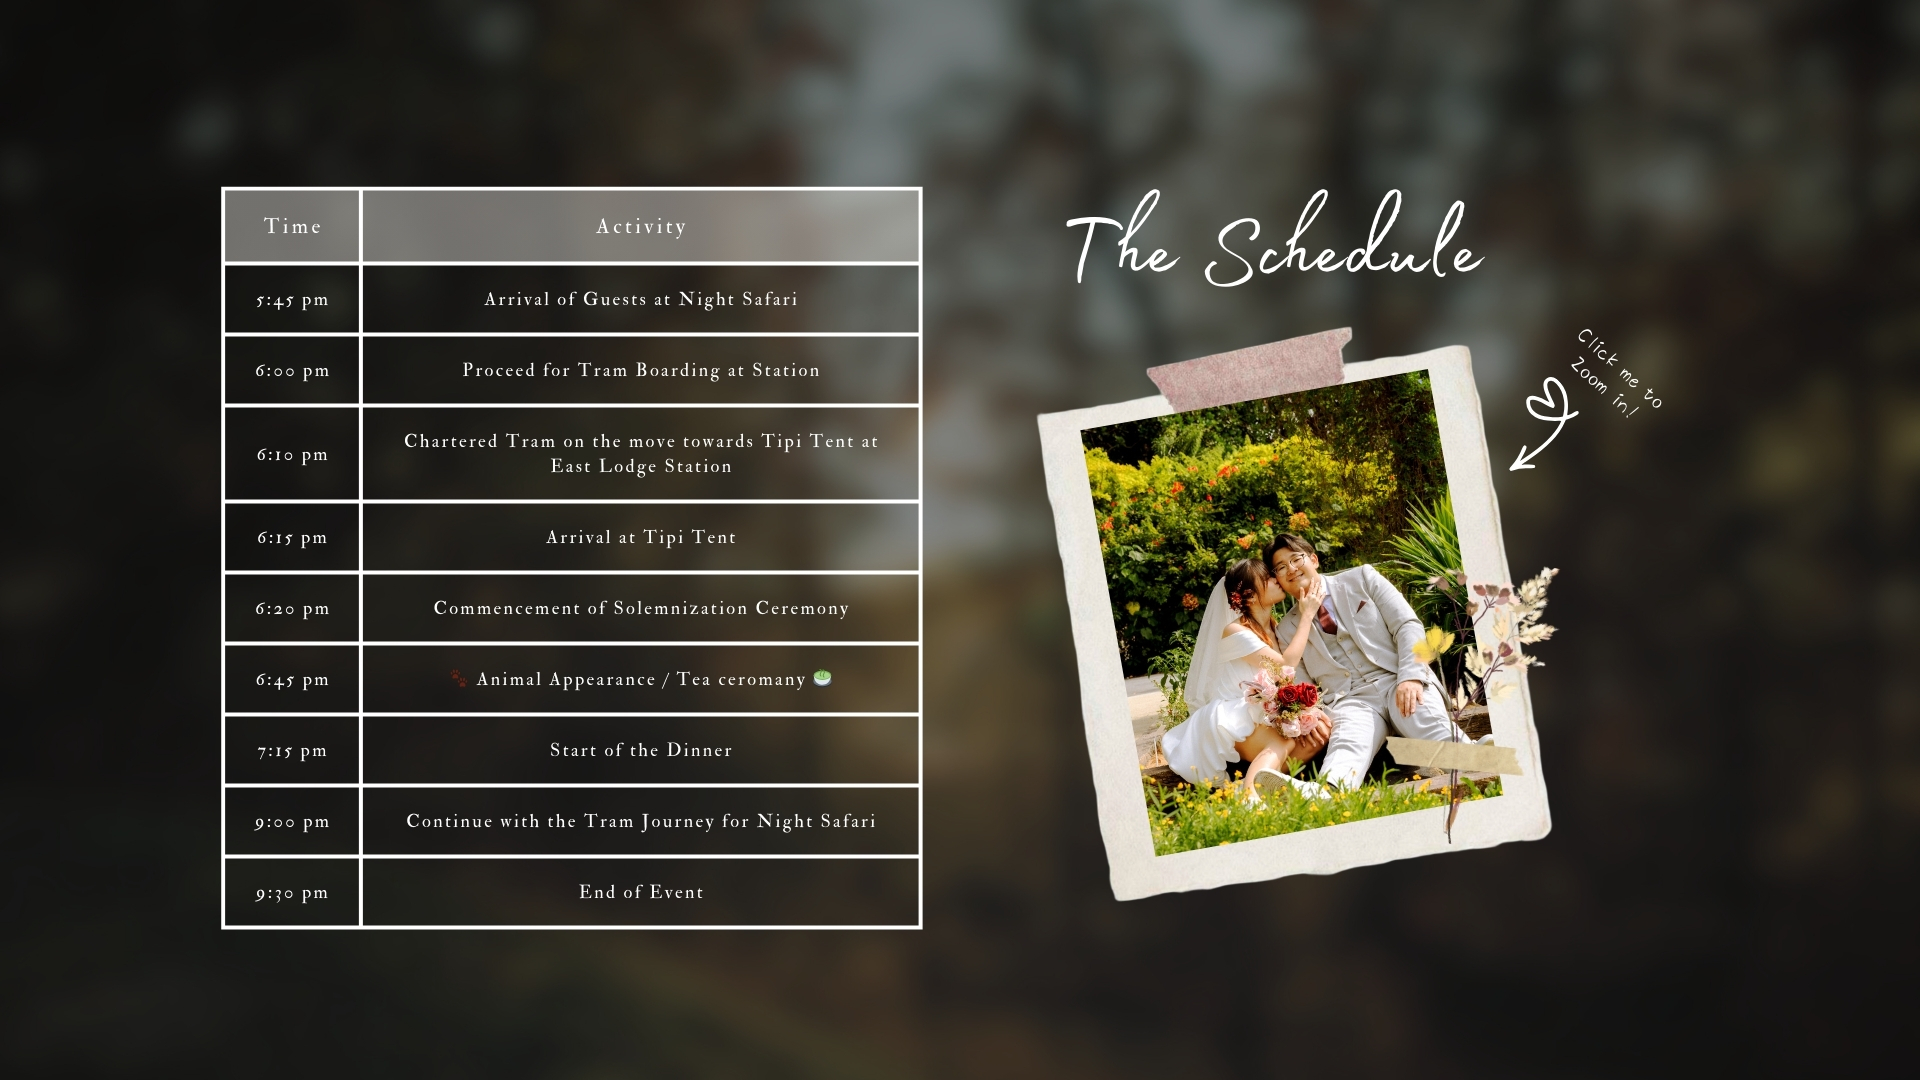 Time Activity
5:45 pm Arrival of Guests at Night Safari
6:00 pm Proceed for Tram Boarding at Station
6:10 pm Chartered Tram on the move towards Tipi Tent at
East Lodge Station
6:15 pm Arrival at Tipi Tent
6:20 pm Commencement of Solemnization Ceremony
6:45 pm 🐾 Animal Appearance / Tea ceromany 🍵
7:15 pm Start of the Dinner
9:00 pm Continue with the Tram Journey for Night Safari
9:30 pm End of Event
The Schedule
Click me to
Zoom in!